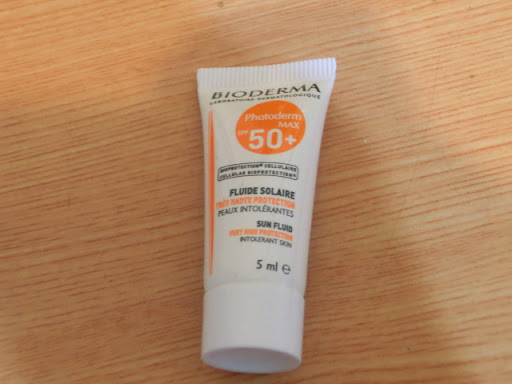 BIODERMA
LABORATOIRE DERMATOLOGIQUE
Photoderm
MAX
SPF 50+
BIOPROTECTION® CELLULAIRE
CELLULAR BIOPROTECTION®
FLUIDE SOLAIRE
TRÈS HAUTE PROTECTION
PEAUX INTOLÉRANTES
SUN FLUID
VERY HIGH PROTECTION
INTOLERANT SKIN
5 ml ℮